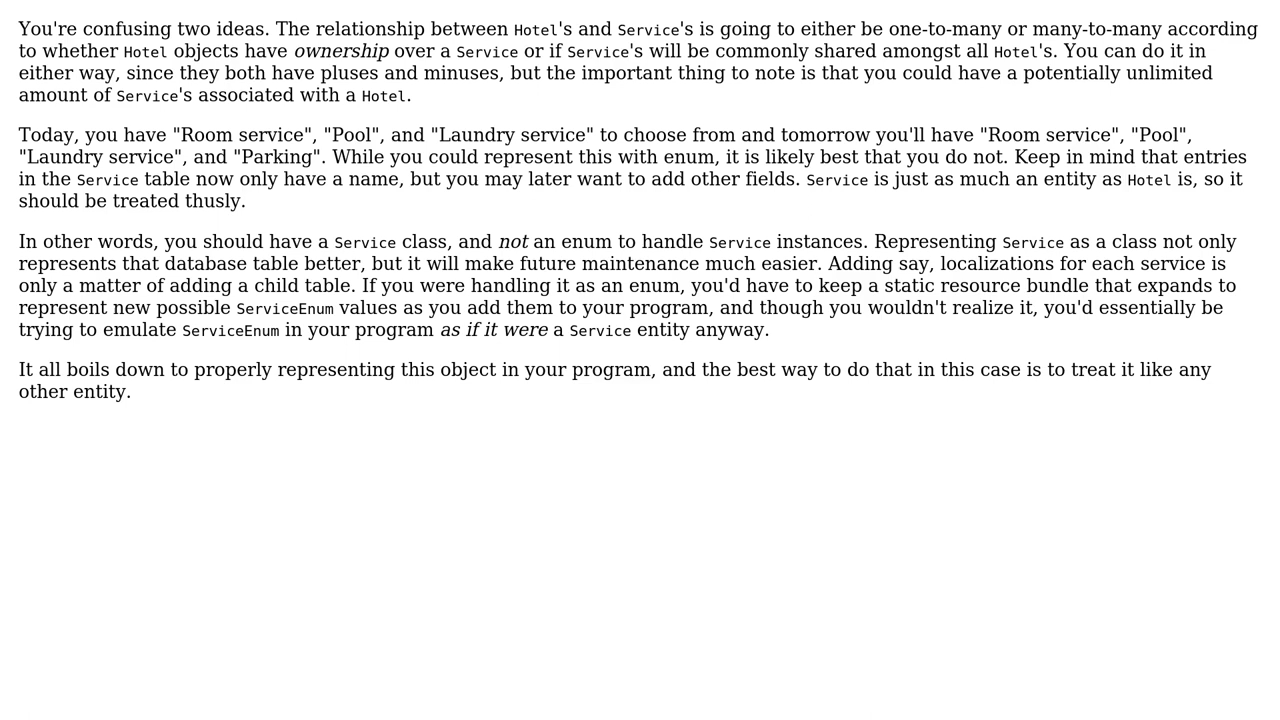 You're confusing two ideas. The relationship between Hotel's and Service's is going to either be one-to-many or many-to-many according
to whether Hotel objects have ownership over a Service or if Service's will be commonly shared amongst all Hotel's. You can do it in
either way, since they both have pluses and minuses, but the important thing to note is that you could have a potentially unlimited
amount of Service's associated with a Hotel.
Today, you have "Room service", "Pool", and "Laundry service" to choose from and tomorrow you'll have "Room service", "Pool",
"Laundry service", and "Parking". While you could represent this with enum, it is likely best that you do not. Keep in mind that entries
in the Service table now only have a name, but you may later want to add other fields. Service is just as much an entity as Hotel is, so it
should be treated thusly.
In other words, you should have a Service class, and not an enum to handle Service instances. Representing Service as a class not only
represents that database table better, but it will make future maintenance much easier. Adding say, localizations for each service is
only a matter of adding a child table. If you were handling it as an enum, you'd have to keep a static resource bundle that expands to
represent new possible ServiceEnum values as you add them to your program, and though you wouldn't realize it, you'd essentially be
trying to emulate ServiceEnum in your program as if it were a Service entity anyway.
It all boils down to properly representing this object in your program, and the best way to do that in this case is to treat it like any
other entity.